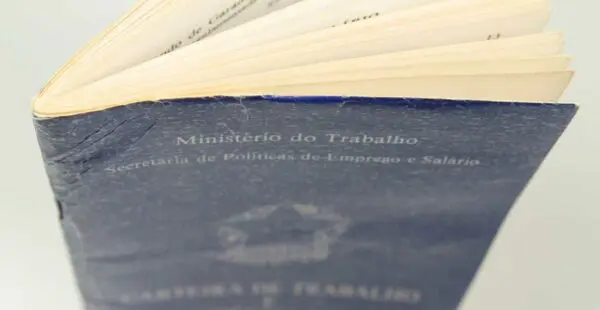 Ministério do Trabalho
Secretaria de Políticas de Emprego e Salário
CARTEIRA DE TRABALHO
E